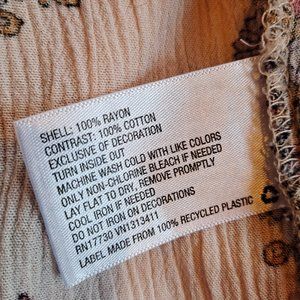 SHELL: 100% RAYON
CONTRAST: 100% COTTON
EXCLUSIVE OF DECORATION
TURN INSIDE OUT
MACHINE WASH COLD WITH LIKE COLORS
ONLY NON-CHLORINE BLEACH IF NEEDED
LAY FLAT TO DRY, REMOVE PROMPTLY
COOL IRON IF NEEDED
DO NOT IRON ON DECORATIONS
RN17730 VN1313411
LABEL MADE FROM 100% RECYCLED PLASTIC